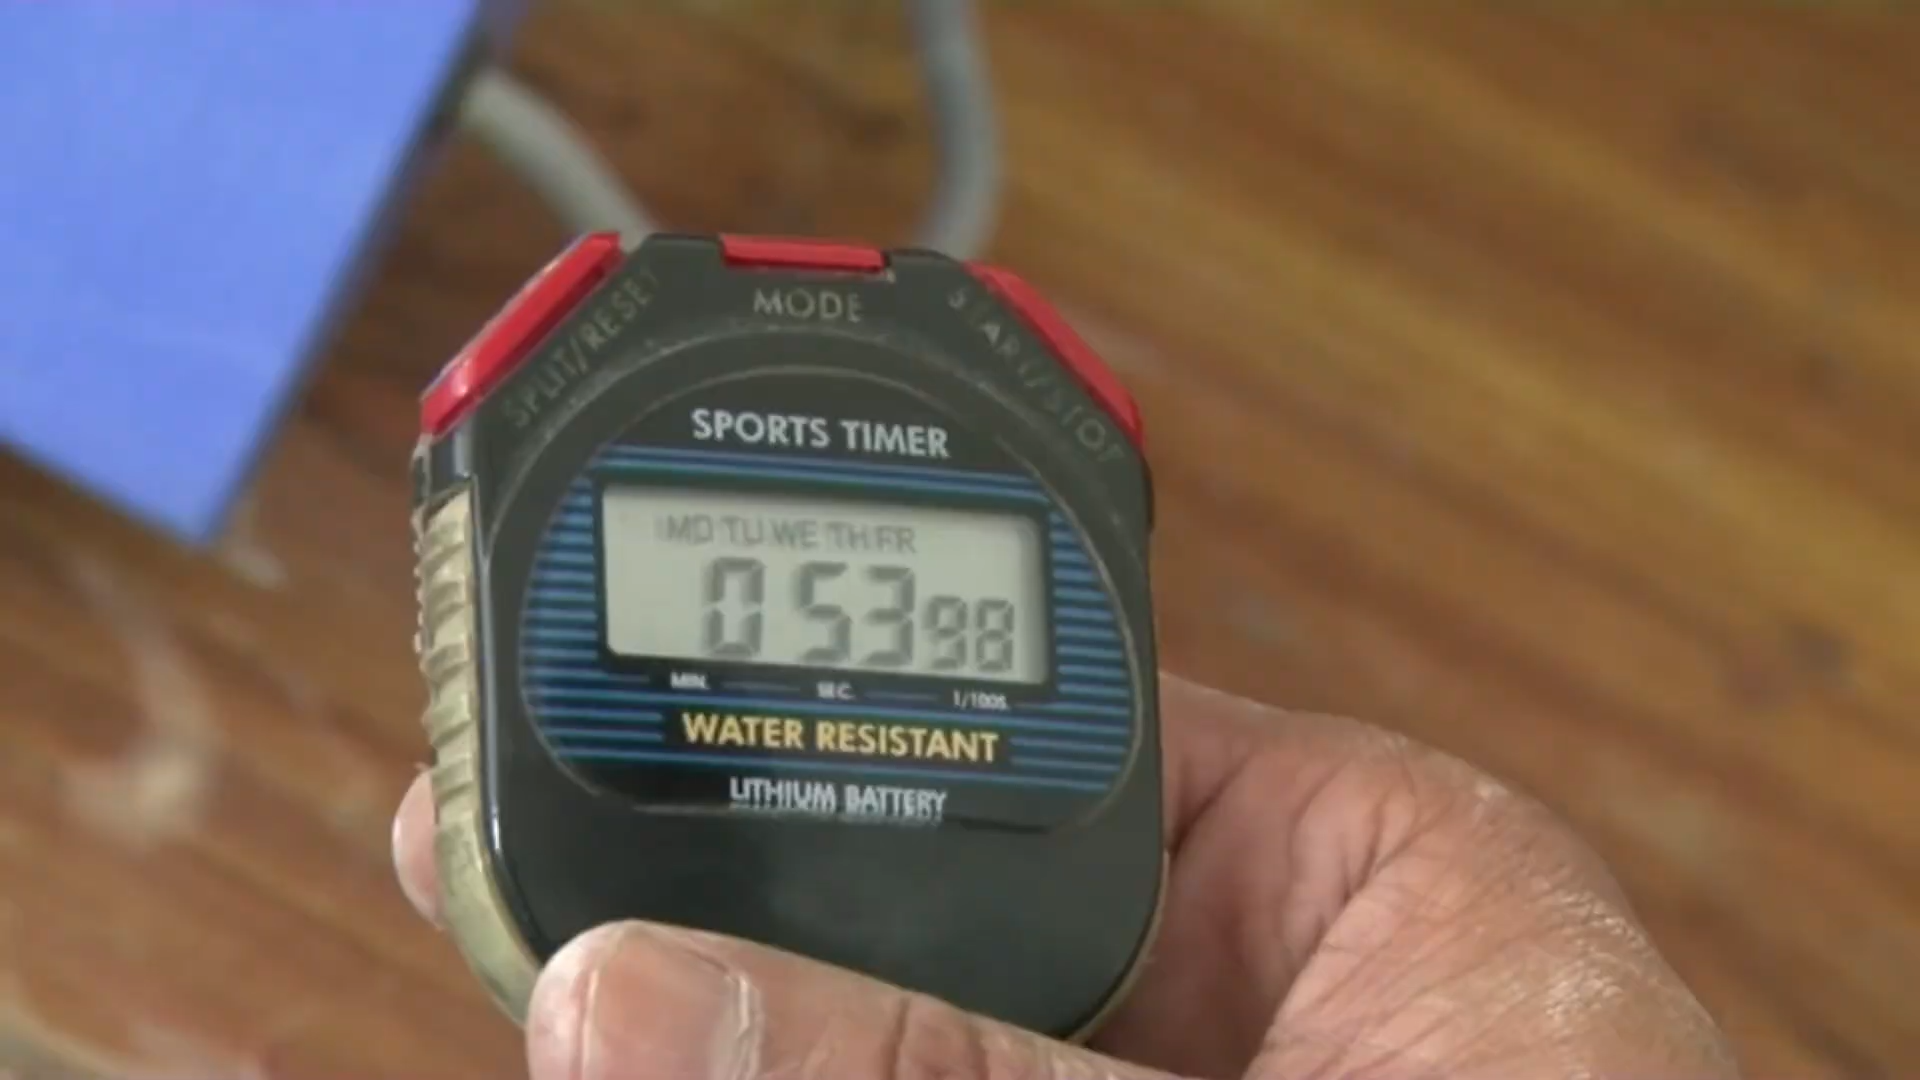 MODE
SPLIT/RESET
START/STOP
SPORTS TIMER
MO TU WE TH FR
0 53 98
MIN. SEC. 1/100S.
WATER RESISTANT
LITHIUM BATTERY